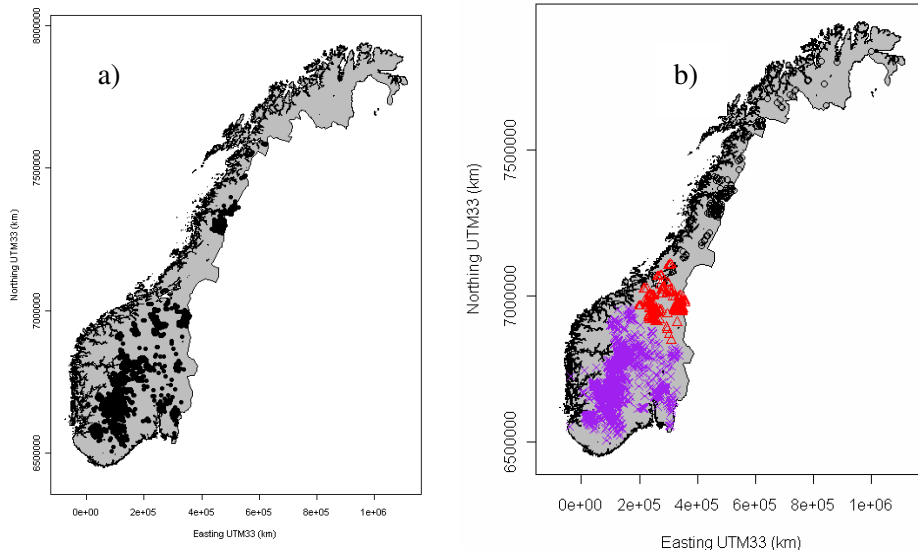 a)
8000000
7500000
7000000
6500000
Northing UTM33 (km)
0e+00 2e+05 4e+05 6e+05 8e+05 1e+06
Easting UTM33 (km)
b)
7500000
7000000
6500000
Northing UTM33 (km)
0e+00 2e+05 4e+05 6e+05 8e+05 1e+06
Easting UTM33 (km)